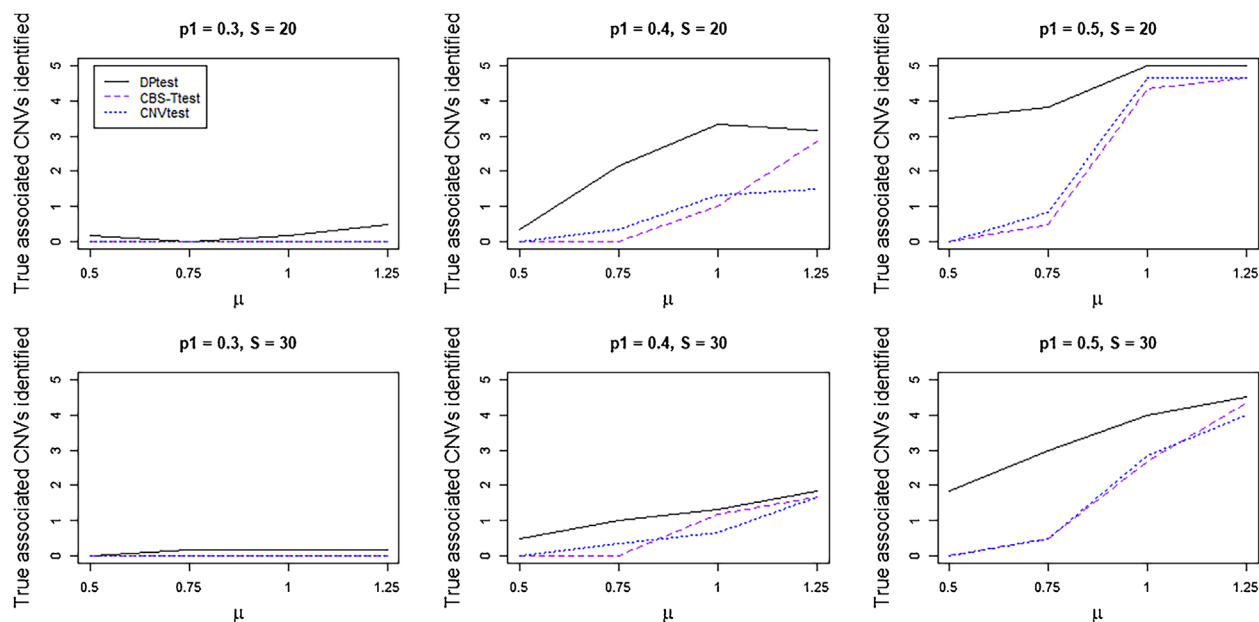 p1 = 0.3, S = 20
True associated CNVs identified
5
4
3
2
1
0
DPtest
CBS-Ttest
CNVtest
0.5 0.75 1 1.25
μ
p1 = 0.4, S = 20
True associated CNVs identified
5
4
3
2
1
0
0.5 0.75 1 1.25
μ
p1 = 0.5, S = 20
True associated CNVs identified
5
4
3
2
1
0
0.5 0.75 1 1.25
μ
p1 = 0.3, S = 30
True associated CNVs identified
5
4
3
2
1
0
0.5 0.75 1 1.25
μ
p1 = 0.4, S = 30
True associated CNVs identified
5
4
3
2
1
0
0.5 0.75 1 1.25
μ
p1 = 0.5, S = 30
True associated CNVs identified
5
4
3
2
1
0
0.5 0.75 1 1.25
μ